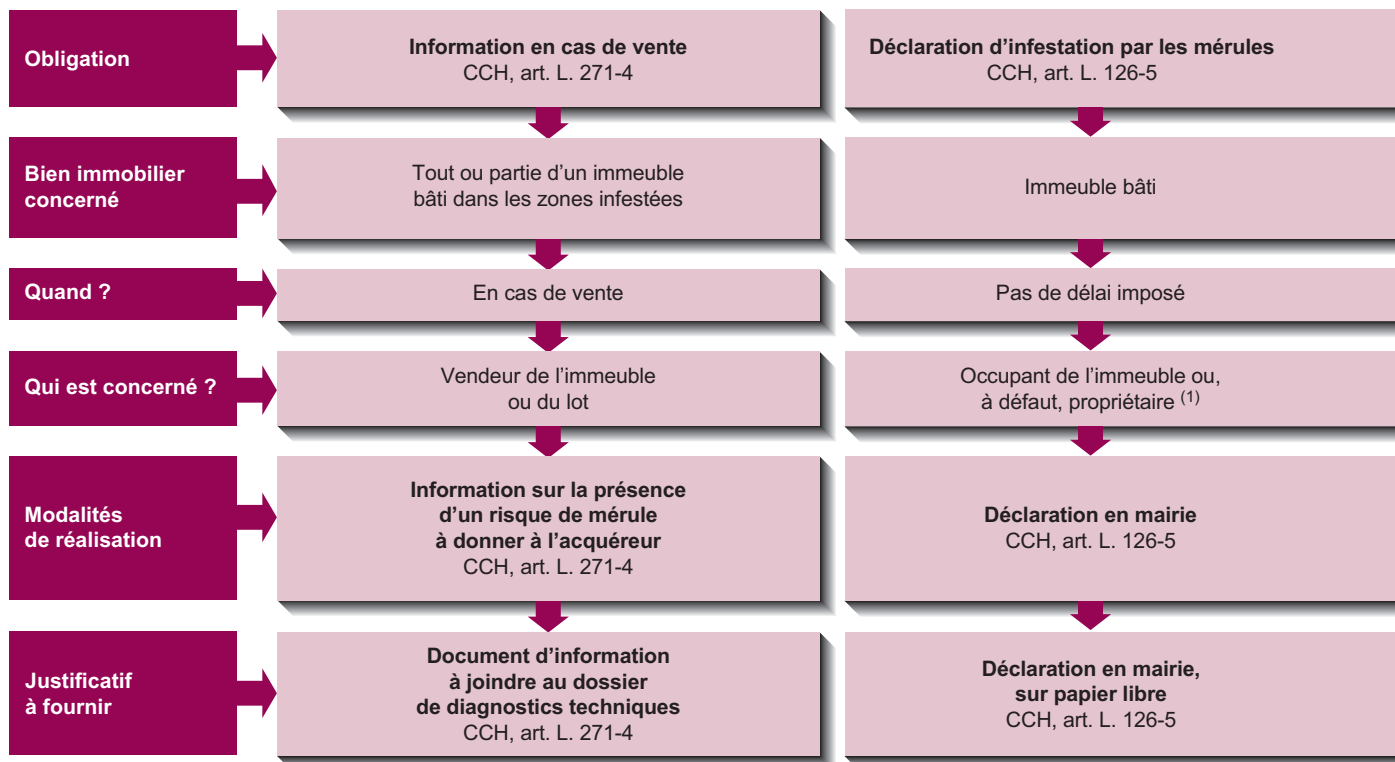 Obligation
Information en cas de vente
CCH, art. L. 271-4
Déclaration d’infestation par les mérules
CCH, art. L. 126-5
Bien immobilier
concerné
Tout ou partie d’un immeuble
bâti dans les zones infestées
Immeuble bâti
Quand ?
En cas de vente
Pas de délai imposé
Qui est concerné ?
Vendeur de l’immeuble
ou du lot
Occupant de l’immeuble ou,
à défaut, propriétaire (1)
Modalités
de réalisation
Information sur la présence
d’un risque de mérule
à donner à l’acquéreur
CCH, art. L. 271-4
Déclaration en mairie
CCH, art. L. 126-5
Justificatif
à fournir
Document d’information
à joindre au dossier
de diagnostics techniques
CCH, art. L. 271-4
Déclaration en mairie,
sur papier libre
CCH, art. L. 126-5